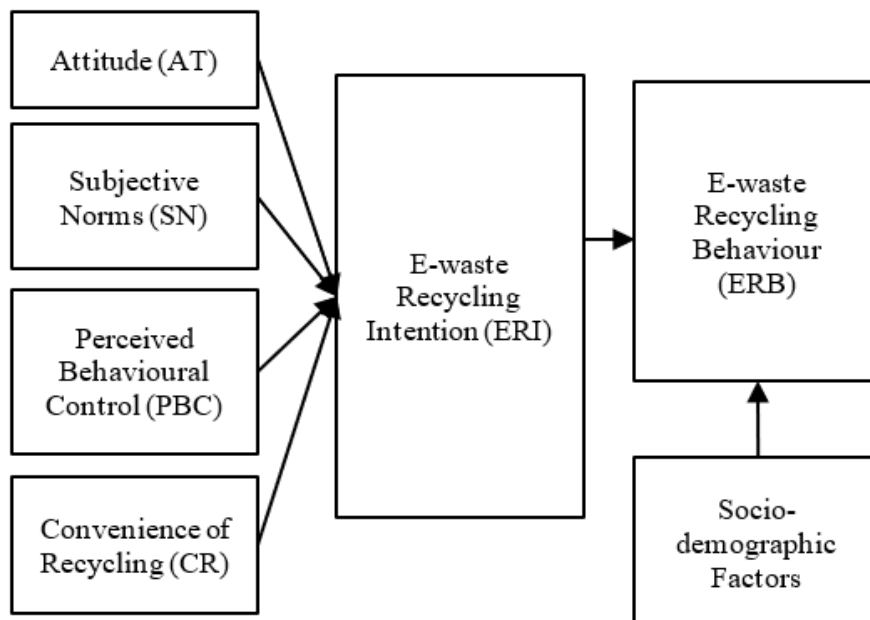 Attitude (AT)
Subjective
Norms (SN)
Perceived
Behavioural
Control (PBC)
Convenience of
Recycling (CR)
E-waste
Recycling
Intention (ERI)
E-waste
Recycling
Behaviour
(ERB)
Socio-
demographic
Factors